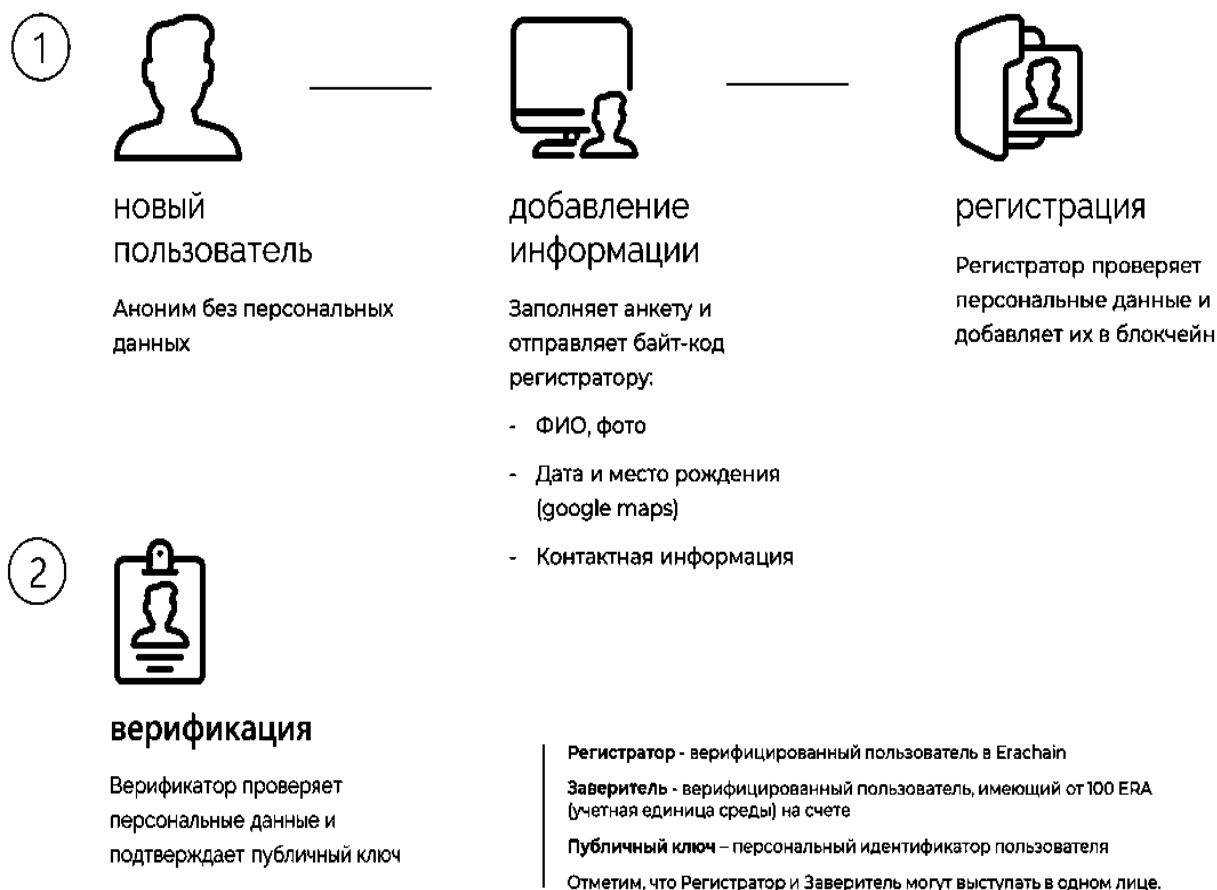 1
новый
пользователь
Аноним без персональных
данных
добавление
информации
Заполняет анкету и
отправляет байт-код
регистратору:
- ФИО, фото
- Дата и место рождения
(google maps)
- Контактная информация
регистрация
Регистратор проверяет
персональные данные и
добавляет их в блокчейн
2
верификация
Верификатор проверяет
персональные данные и
подтверждает публичный ключ
Регистратор - верифицированный пользователь в Erachain
Заверитель - верифицированный пользователь, имеющий от 100 ERA
(учетная единица среды) на счете
Публичный ключ – персональный идентификатор пользователя
Отметим, что Регистратор и Заверитель могут выступать в одном лице.